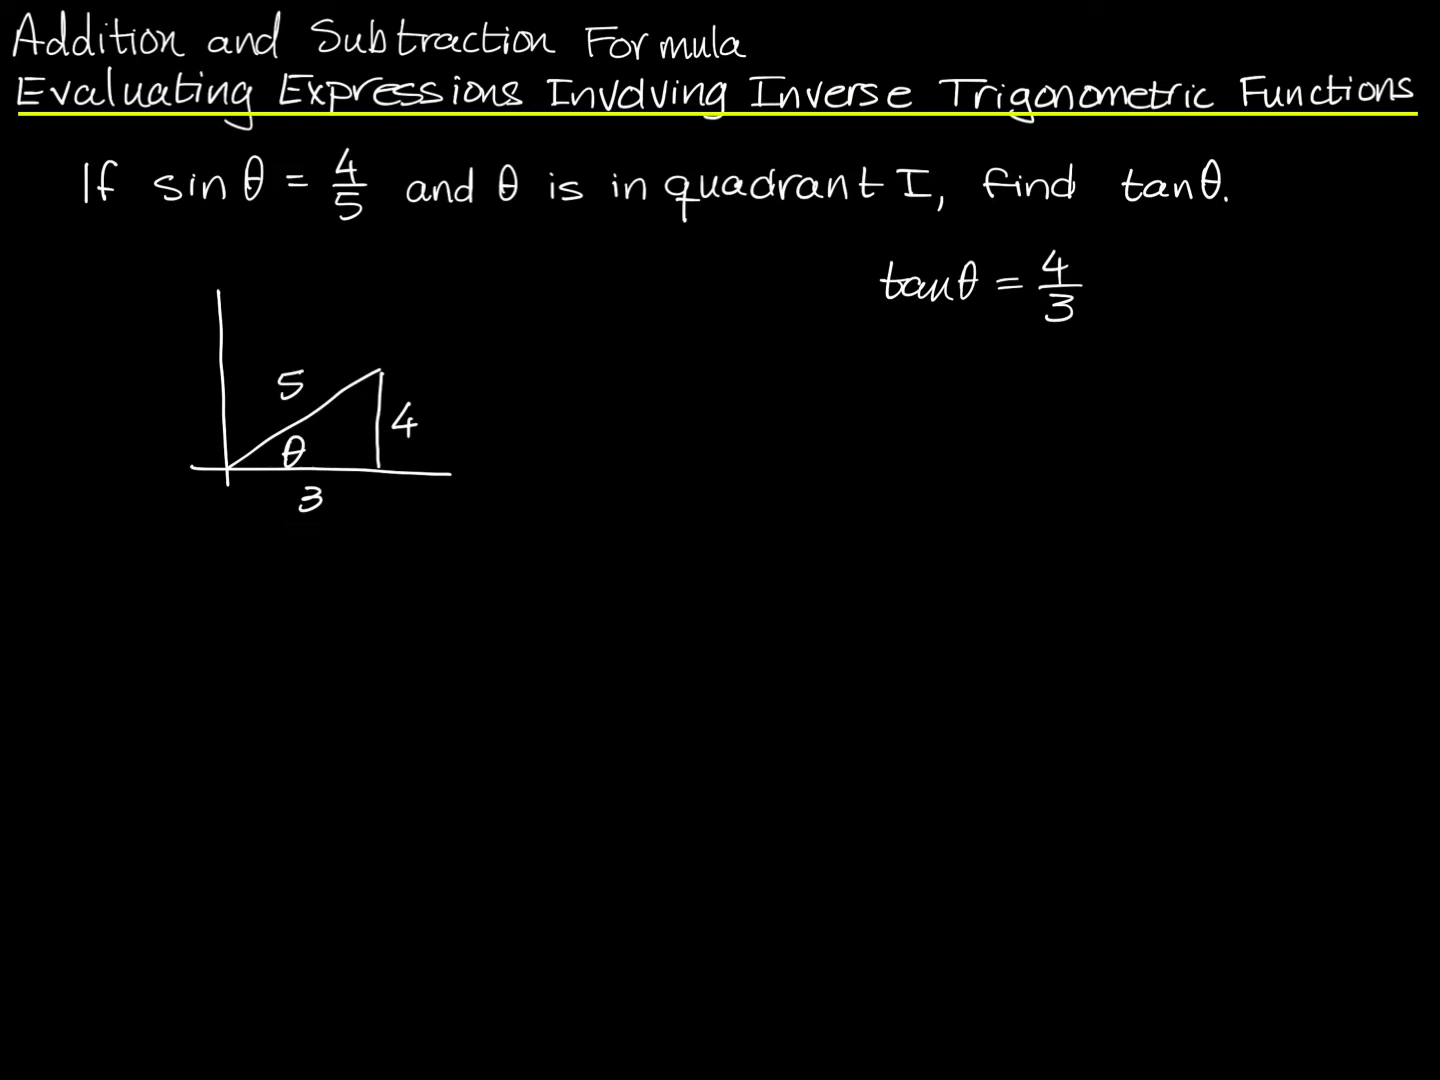 Addition and Subtraction Formula
Evaluating Expressions Involving Inverse Trigonometric Functions
If sin θ = 4/5 and θ is in quadrant I, find tan θ.
tan θ = 4/3
5
4
θ
3